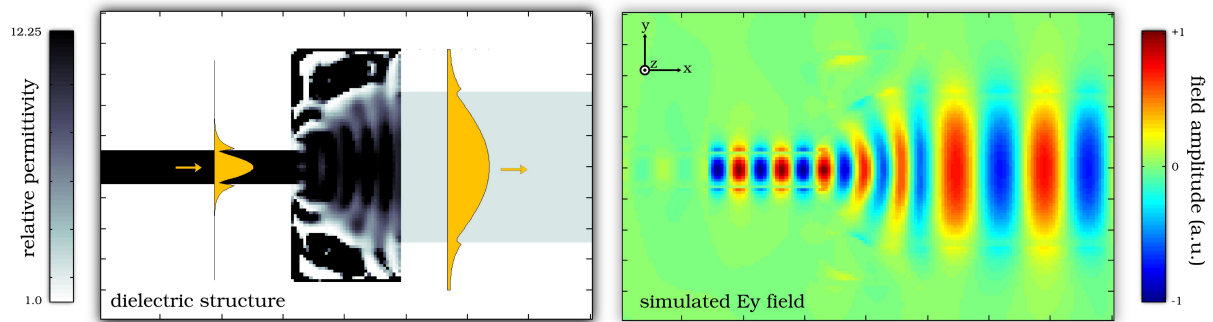 12.25
relative permittivity
1.0
dielectric structure
y
z
x
simulated Ey field
+1
0
-1
field amplitude (a.u.)